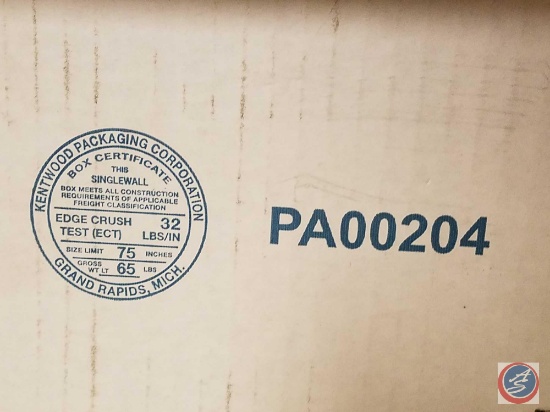 KENTWOOD PACKAGING CORPORATION
BOX CERTIFICATE
THIS
SINGLEWALL
BOX MEETS ALL CONSTRUCTION
REQUIREMENTS OF APPLICABLE
FREIGHT CLASSIFICATION
EDGE CRUSH TEST (ECT) 32 LBS/IN
SIZE LIMIT 75 INCHES
GROSS WT LT 65 LBS
GRAND RAPIDS, MICH.
PA00204
AS